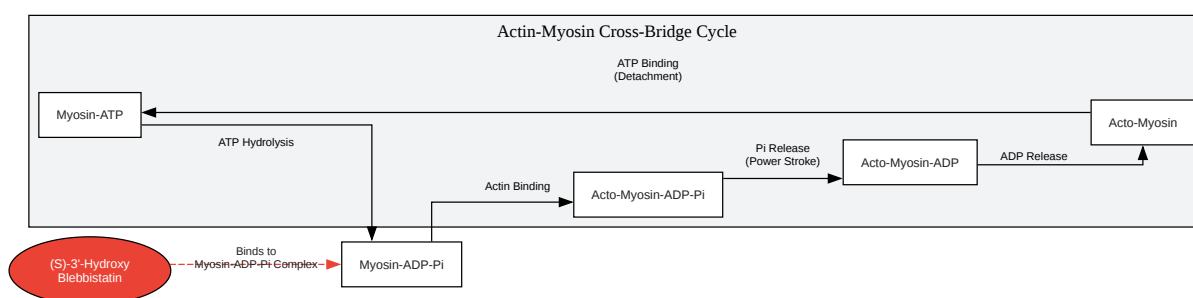 Actin-Myosin Cross-Bridge Cycle
ATP Binding
(Detachment)
Myosin-ATP
Acto-Myosin
ATP Hydrolysis
Pi Release
(Power Stroke)
Acto-Myosin-ADP
ADP Release
Actin Binding
Acto-Myosin-ADP-Pi
(S)-3'-Hydroxy
Blebbistatin
Binds to
Myosin-ADP-Pi Complex
Myosin-ADP-Pi